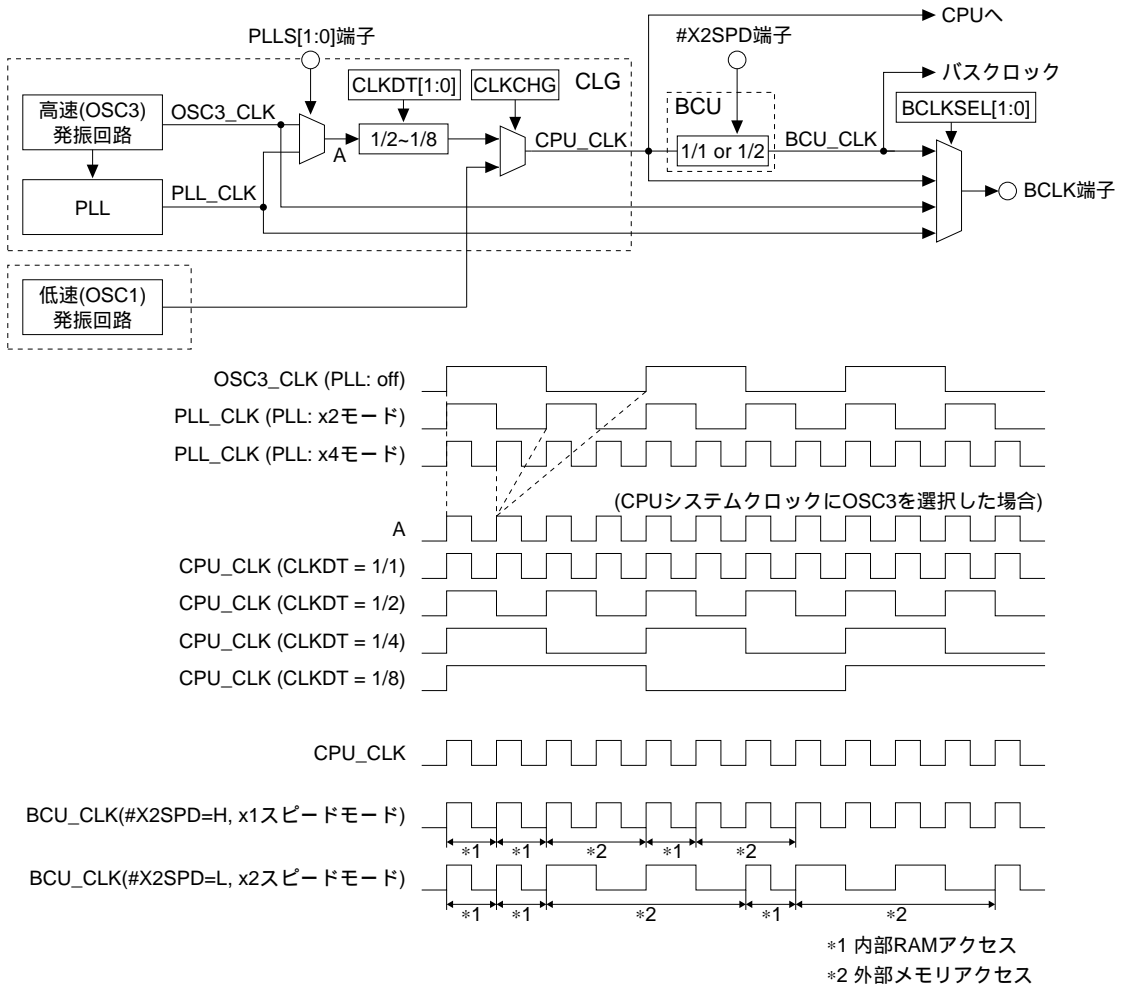 CPUへ
PLLS[1:0]端子
#X2SPD端子
バスクロック
CLKDT[1:0]
CLKCHG
CLG
高速(OSC3)
発振回路
OSC3_CLK
BCU
BCLKSEL[1:0]
A
1/2~1/8
CPU_CLK
1/1 or 1/2
BCU_CLK
PLL
PLL_CLK
BCLK端子
低速(OSC1)
発振回路
OSC3_CLK (PLL: off)
PLL_CLK (PLL: x2モード)
PLL_CLK (PLL: x4モード)
(CPUシステムクロックにOSC3を選択した場合)
A
CPU_CLK (CLKDT = 1/1)
CPU_CLK (CLKDT = 1/2)
CPU_CLK (CLKDT = 1/4)
CPU_CLK (CLKDT = 1/8)
CPU_CLK
BCU_CLK(#X2SPD=H, x1スピードモード)
*1 *1 *2 *1 *2
BCU_CLK(#X2SPD=L, x2スピードモード)
*1 *1 *2 *1 *2
*1 内部RAMアクセス
*2 外部メモリアクセス